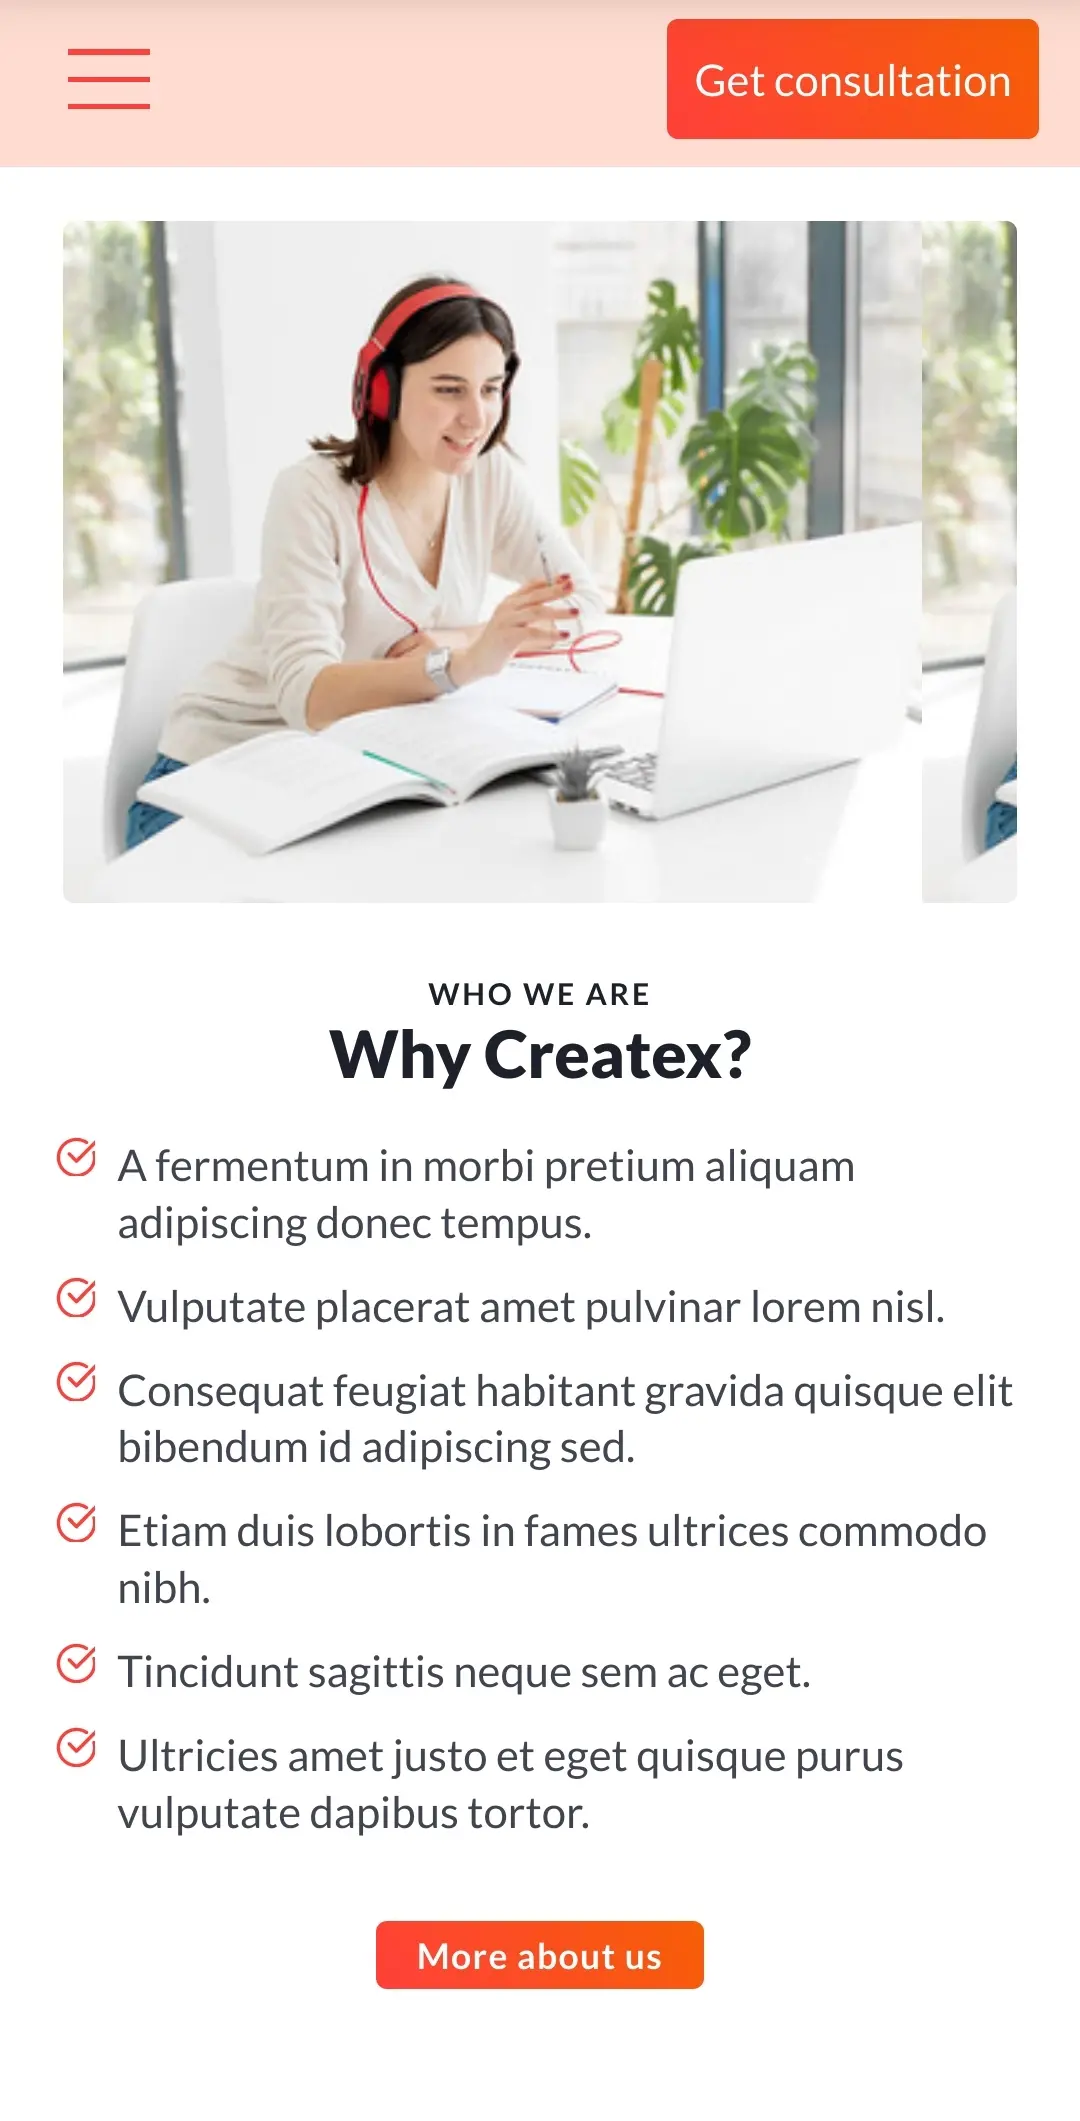 Get consultation
WHO WE ARE
Why Createx?
A fermentum in morbi pretium aliquam
adipiscing donec tempus.
Vulputate placerat amet pulvinar lorem nisl.
Consequat feugiat habitant gravida quisque elit
bibendum id adipiscing sed.
Etiam duis lobortis in fames ultrices commodo
nibh.
Tincidunt sagittis neque sem ac eget.
Ultricies amet justo et eget quisque purus
vulputate dapibus tortor.
More about us